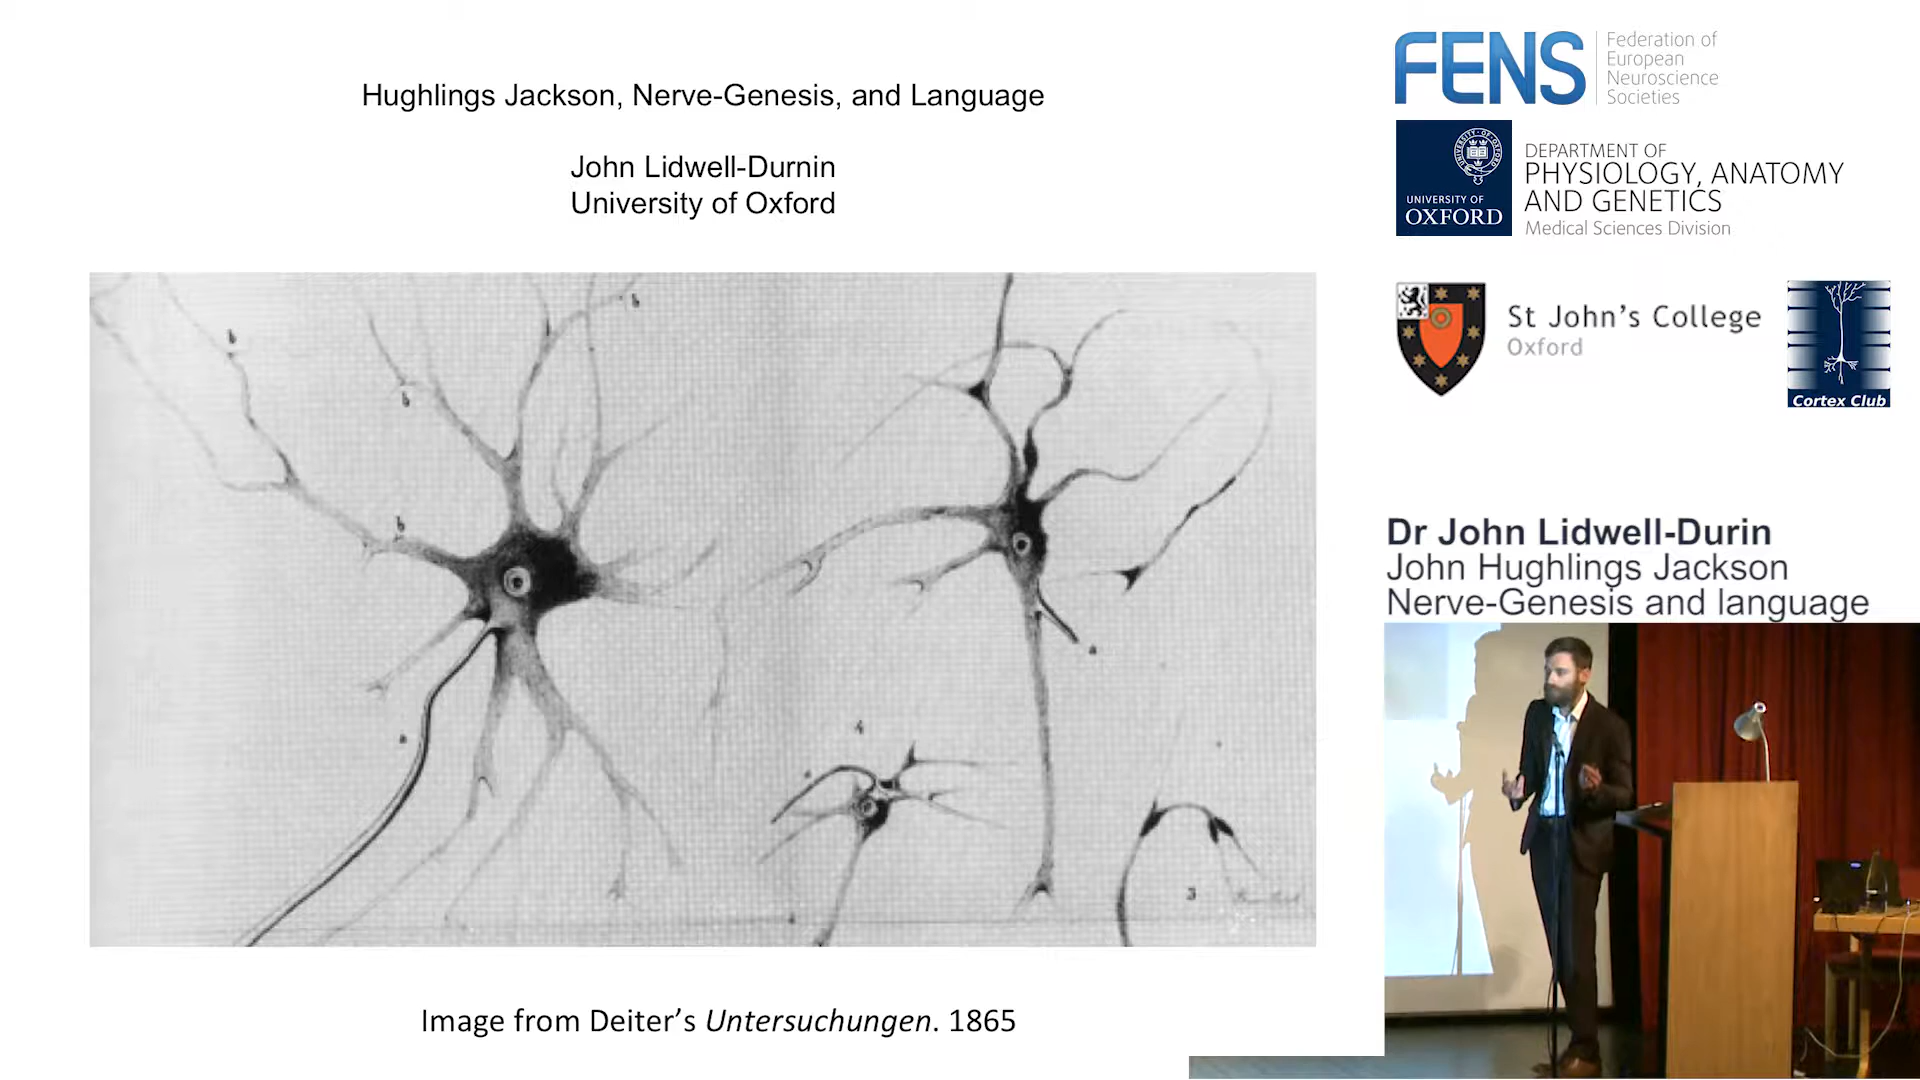 Hughlings Jackson, Nerve-Genesis, and Language
John Lidwell-Durnin
University of Oxford
b
b
b
b
a
a
4
3
Image from Deiter's Untersuchungen. 1865
FENS
Federation of
European
Neuroscience
Societies
UNIVERSITY OF
OXFORD
DEPARTMENT OF
PHYSIOLOGY, ANATOMY
AND GENETICS
Medical Sciences Division
St John's College
Oxford
Cortex Club
Dr John Lidwell-Durin
John Hughlings Jackson
Nerve-Genesis and language